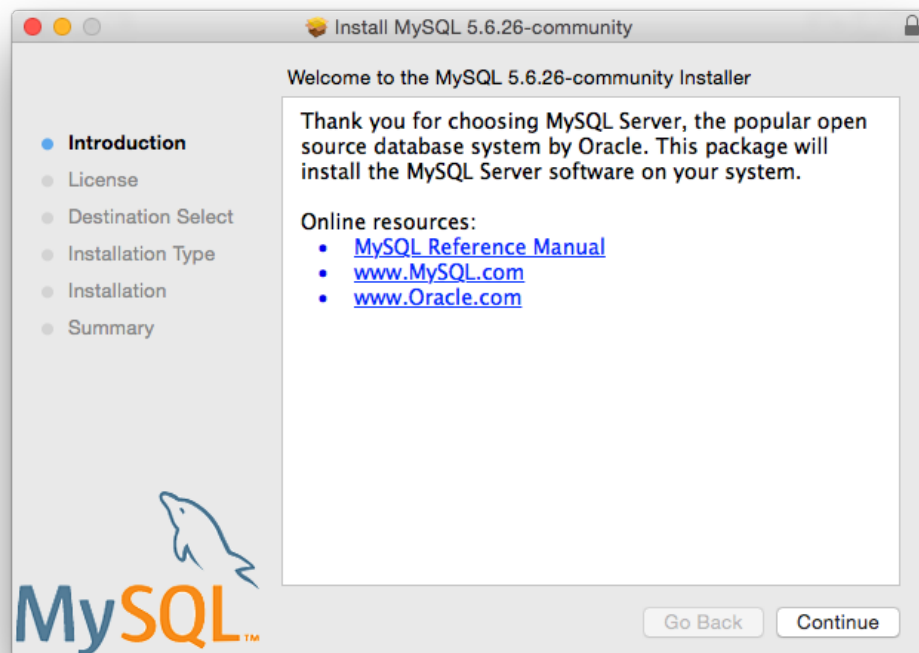 Install MySQL 5.6.26-community
Welcome to the MySQL 5.6.26-community Installer
Introduction
License
Destination Select
Installation Type
Installation
Summary
Thank you for choosing MySQL Server, the popular open
source database system by Oracle. This package will
install the MySQL Server software on your system.
Online resources:
• MySQL Reference Manual
• www.MySQL.com
• www.Oracle.com
MySQL™
Go Back
Continue